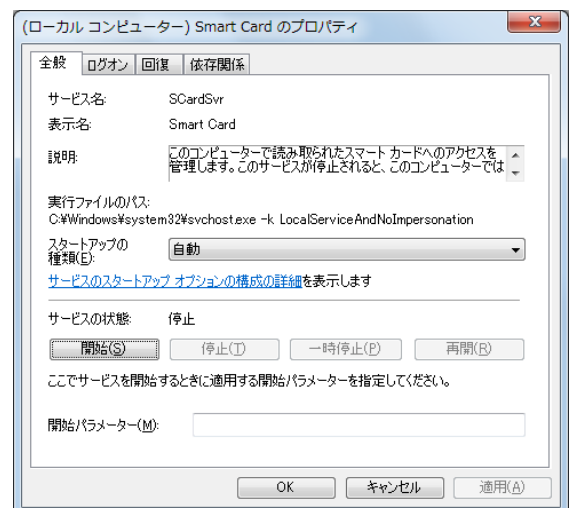 (ローカル コンピューター) Smart Card のプロパティ
全般 ログオン 回復 依存関係
サービス名: SCardSvr
表示名: Smart Card
説明: このコンピューターで読み取られたスマート カードへのアクセスを
管理します。このサービスが停止されると、このコンピューターでは
実行ファイルのパス:
C:¥Windows¥system32¥svchost.exe -k LocalServiceAndNoImpersonation
スタートアップの
種類(E): 自動
サービスのスタートアップ オプションの構成の詳細を表示します
サービスの状態: 停止
開始(S) 停止(T) 一時停止(P) 再開(R)
ここでサービスを開始するときに適用する開始パラメーターを指定してください。
開始パラメーター(M):
OK キャンセル 適用(A)